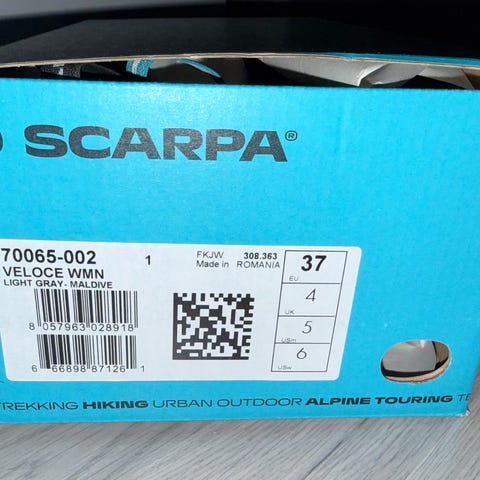 SCARPA®
70065-002
1
VELOCE WMN
LIGHT GRAY- MALDIVE
FKJW 308.363
Made in ROMANIA
8 057963 028918
6 66898 87126 1
37
EU
4
UK
5
USm
6
USw
TREKKING HIKING URBAN OUTDOOR ALPINE TOURING TE